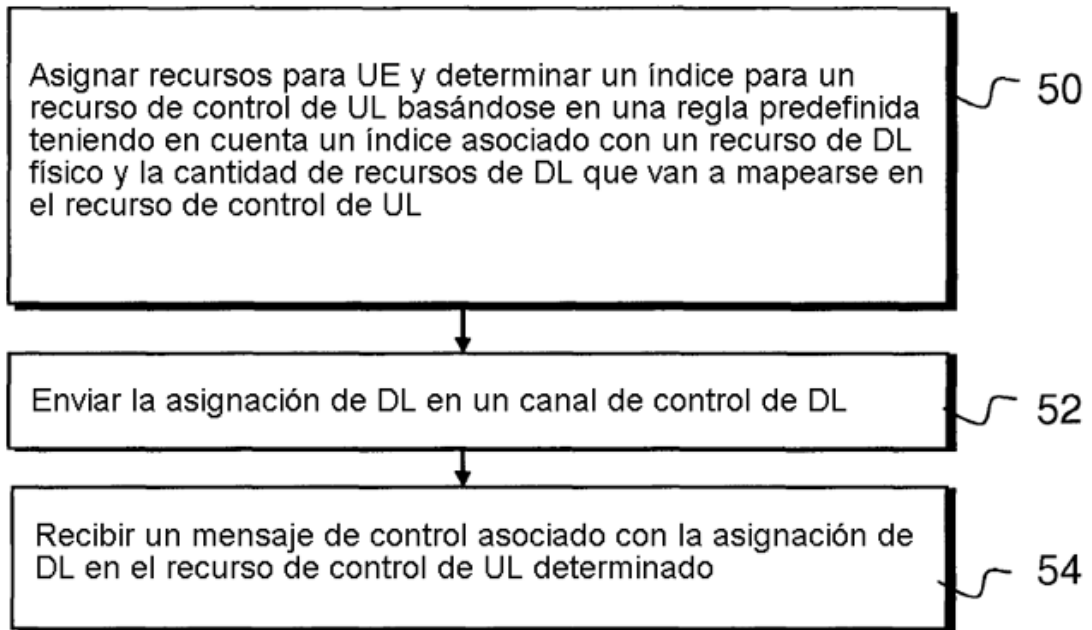 Asignar recursos para UE y determinar un índice para un
recurso de control de UL basándose en una regla predefinida
teniendo en cuenta un índice asociado con un recurso de DL
físico y la cantidad de recursos de DL que van a mapearse en
el recurso de control de UL
50
Enviar la asignación de DL en un canal de control de DL
52
Recibir un mensaje de control asociado con la asignación de
DL en el recurso de control de UL determinado
54